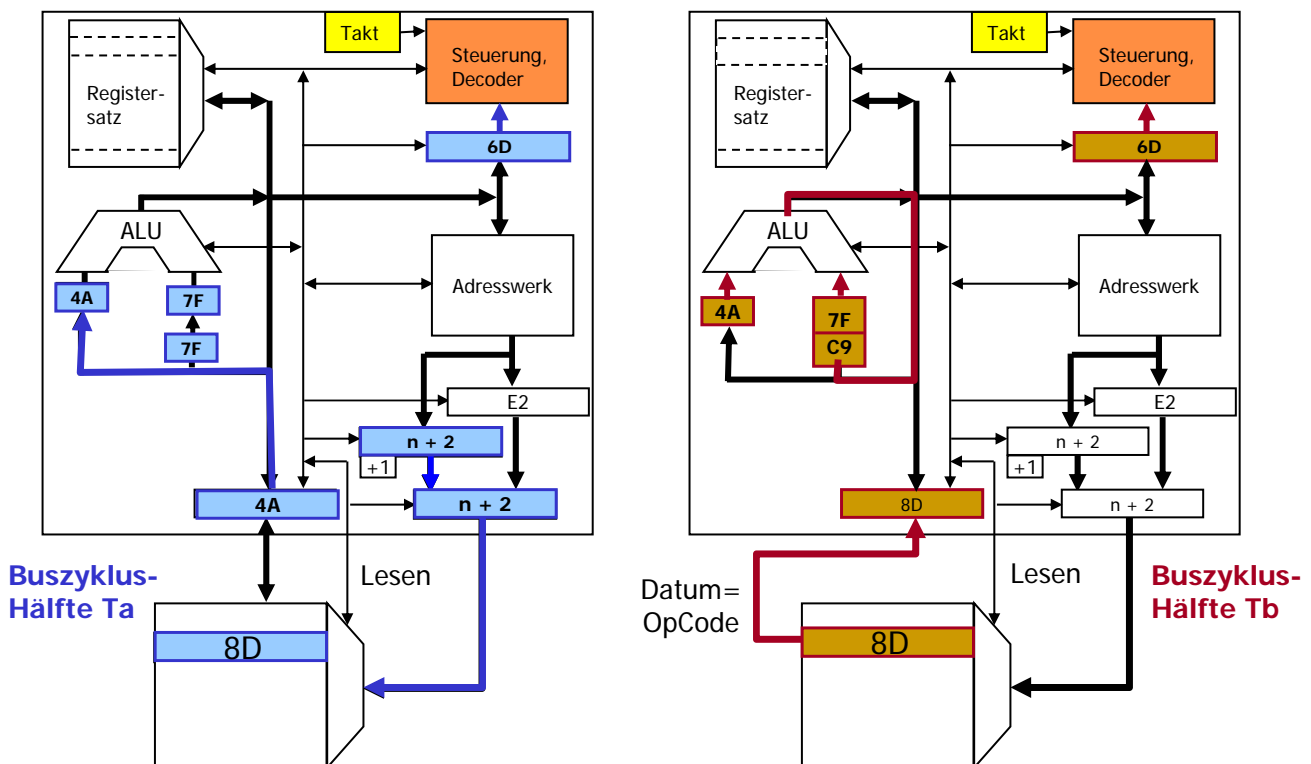 Takt
Steuerung,
Decoder
Register-
satz
6D
ALU
4A
7F
7F
Adresswerk
E2
n + 2
+1
4A
n + 2
Buszyklus-
Hälfte Ta
Lesen
8D
Takt
Steuerung,
Decoder
Register-
satz
6D
ALU
4A
7F
C9
Adresswerk
E2
n + 2
+1
8D
n + 2
Datum=
OpCode
Lesen
Buszyklus-
Hälfte Tb
8D